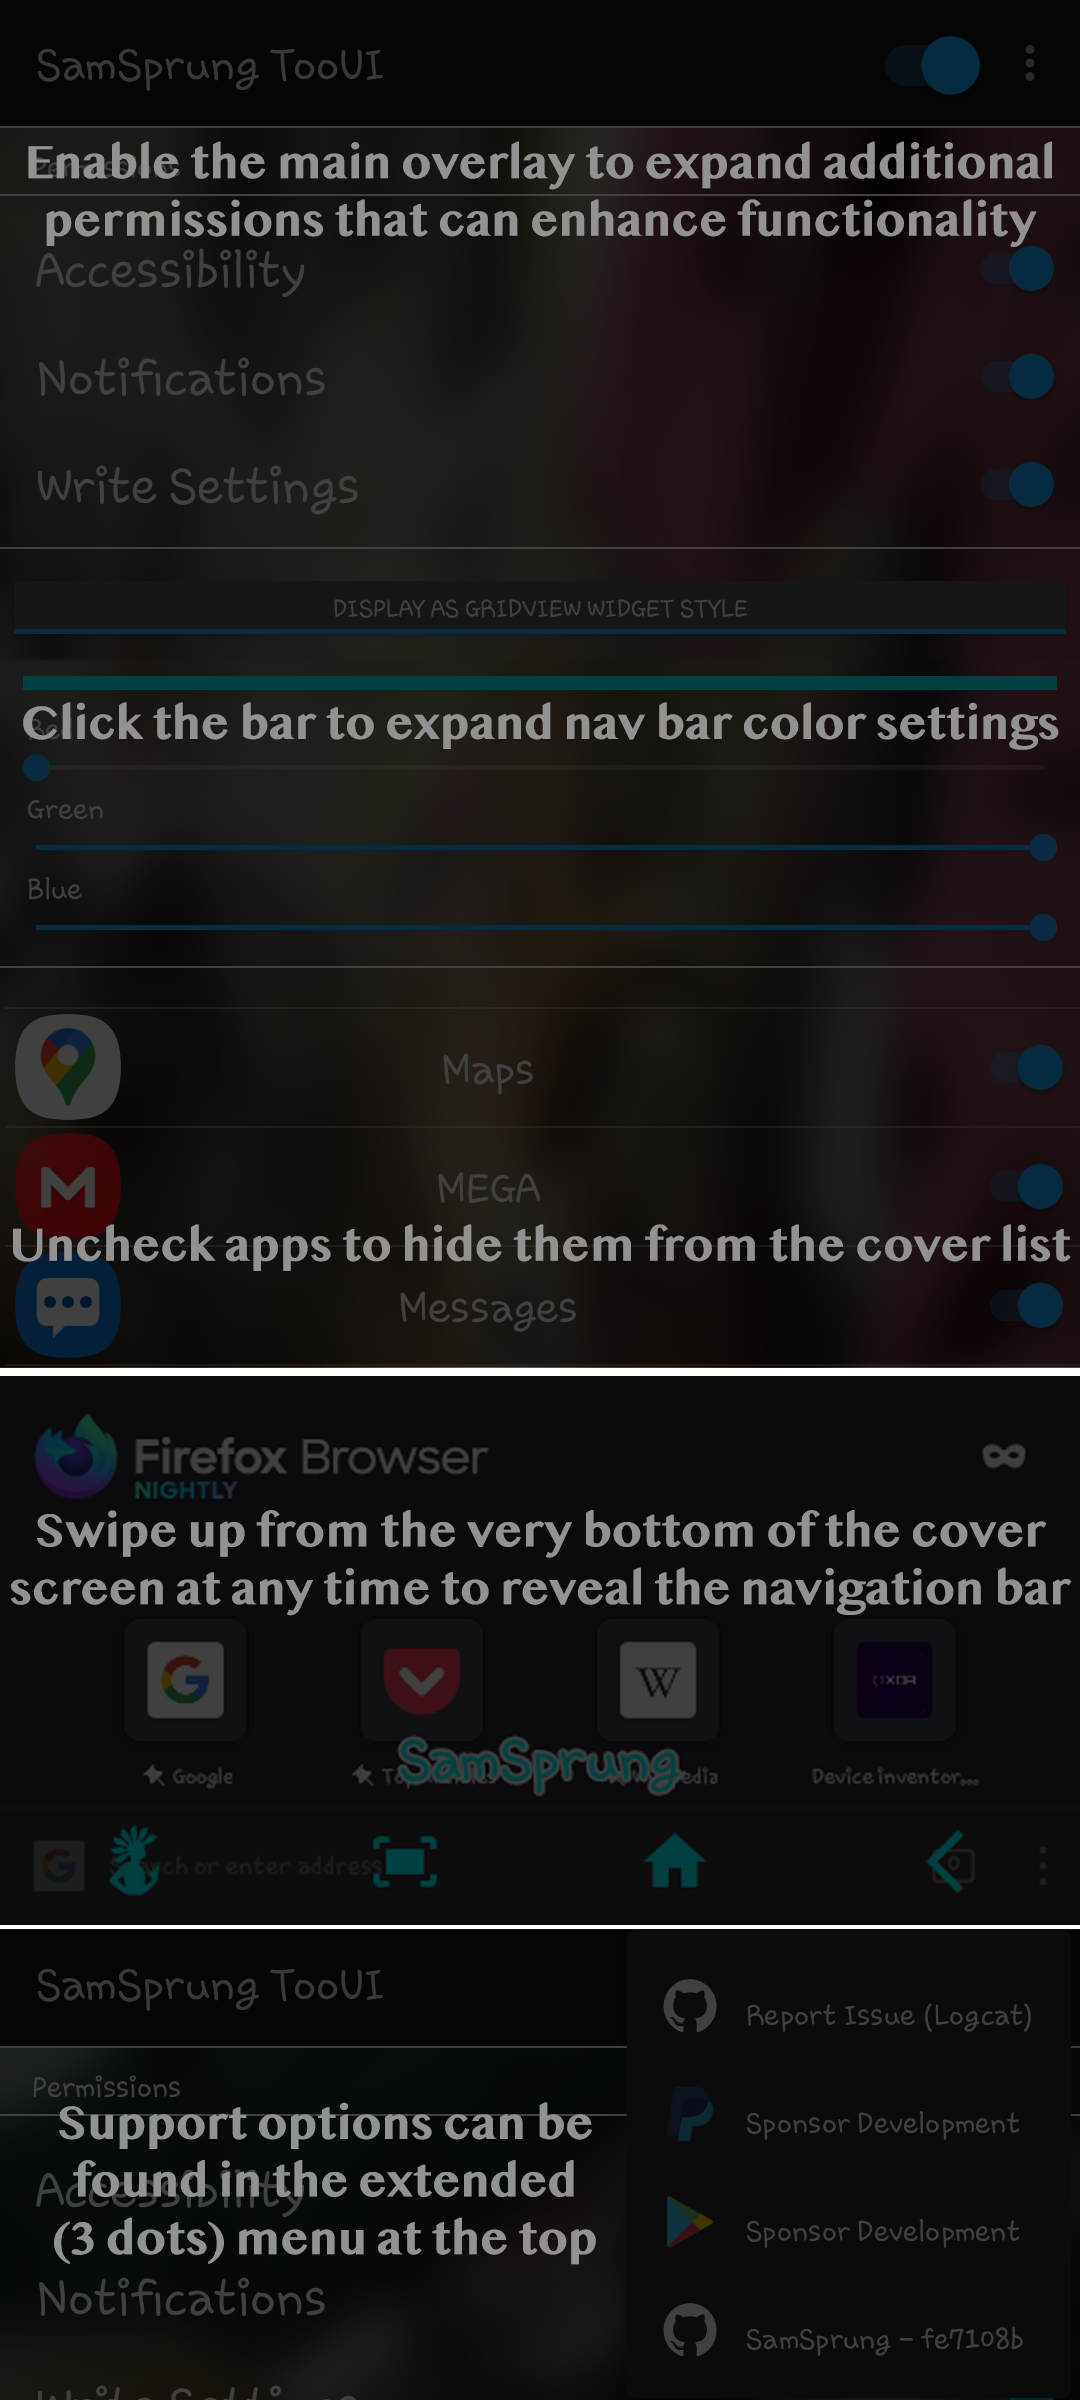 SamSprung TooUI
Enable the main overlay to expand additional
permissions that can enhance functionality
Accessibility
Notifications
Write Settings
DISPLAY AS GRIDVIEW WIDGET STYLE
Click the bar to expand nav bar color settings
Green
Blue
Maps
MEGA
Uncheck apps to hide them from the cover list
Messages
Firefox Browser
NIGHTLY
Swipe up from the very bottom of the cover
screen at any time to reveal the navigation bar
SamSprung
Google
Device inventor...
or enter address
SamSprung TooUI
Report Issue (Logcat)
Permissions
Support options can be
found in the extended
(3 dots) menu at the top
Accessibility
Notifications
Sponsor Development
Sponsor Development
SamSprung - fe7108b